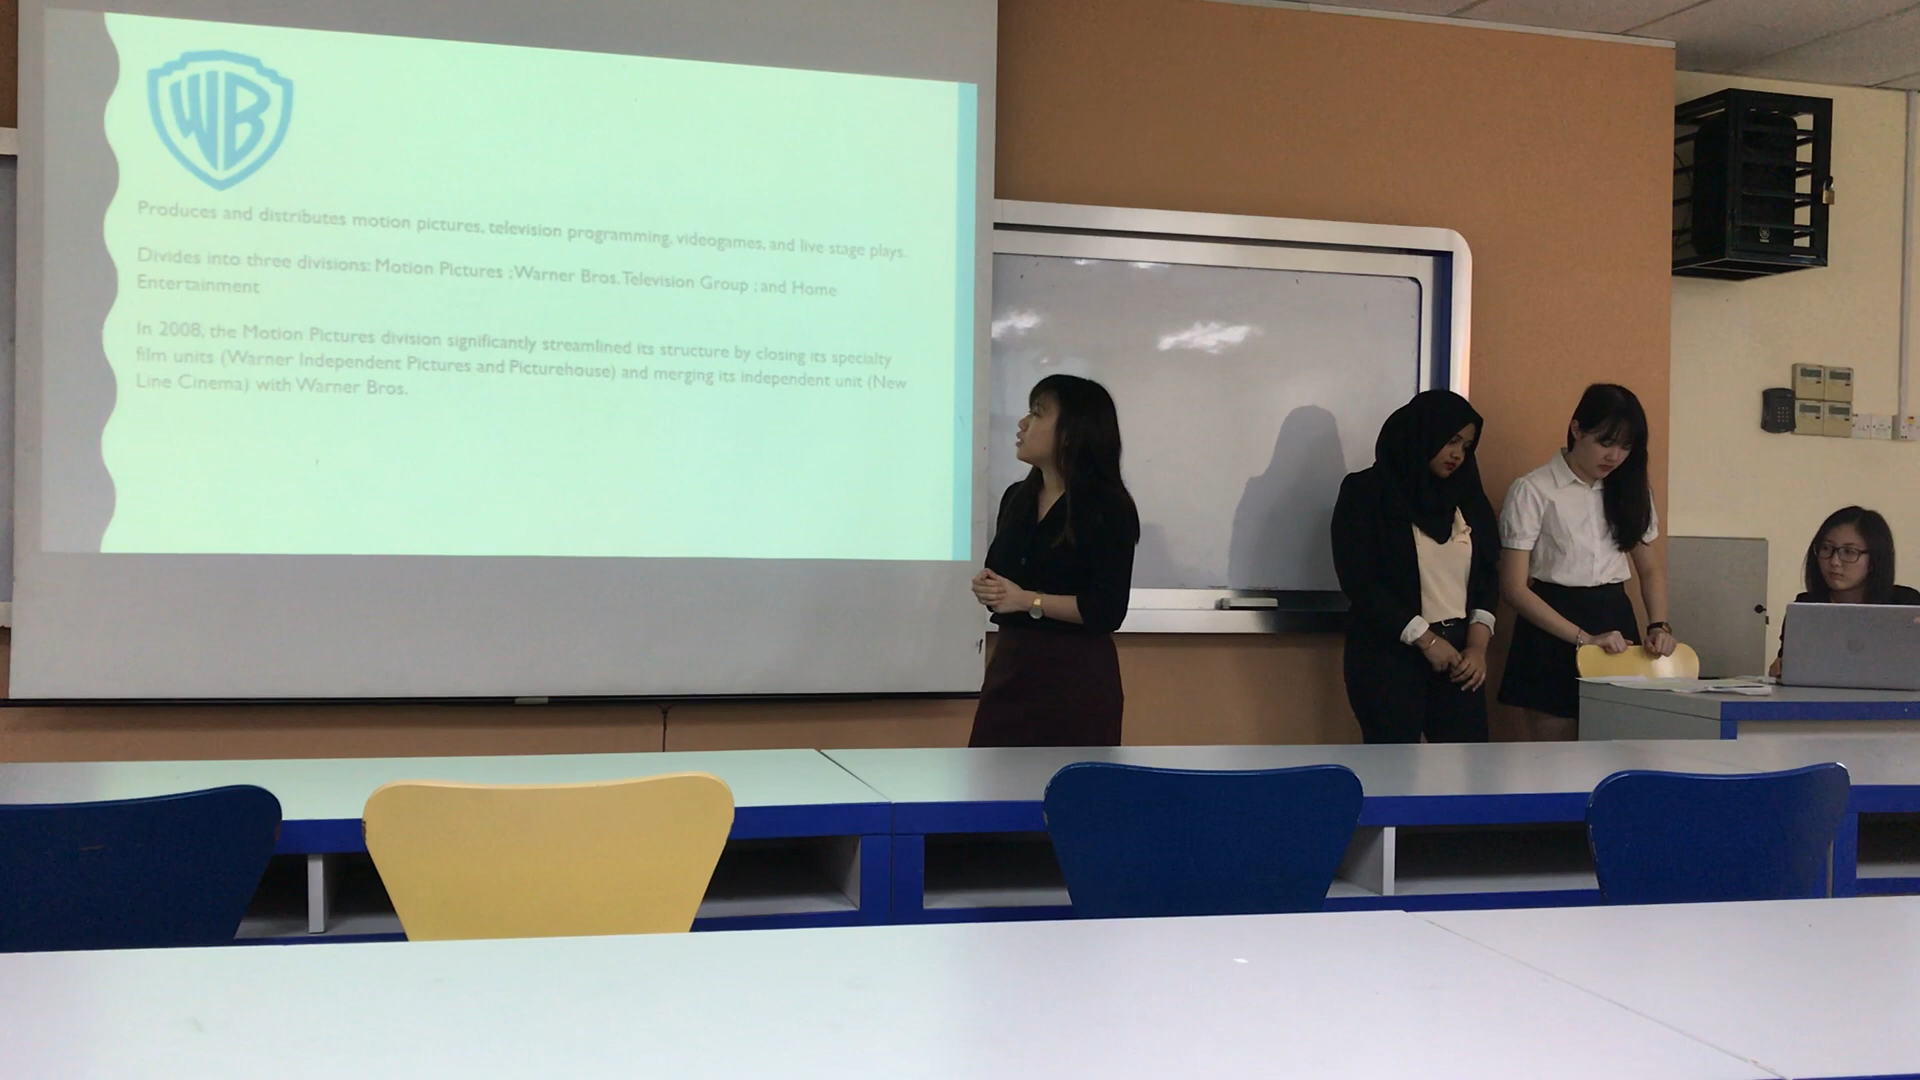 WB
Produces and distributes motion pictures, television programming, videogames, and live stage plays.
Divides into three divisions: Motion Pictures ; Warner Bros. Television Group ; and Home
Entertainment
In 2008, the Motion Pictures division significantly streamlined its structure by closing its specialty
film units (Warner Independent Pictures and Picturehouse) and merging its independent unit (New
Line Cinema) with Warner Bros.